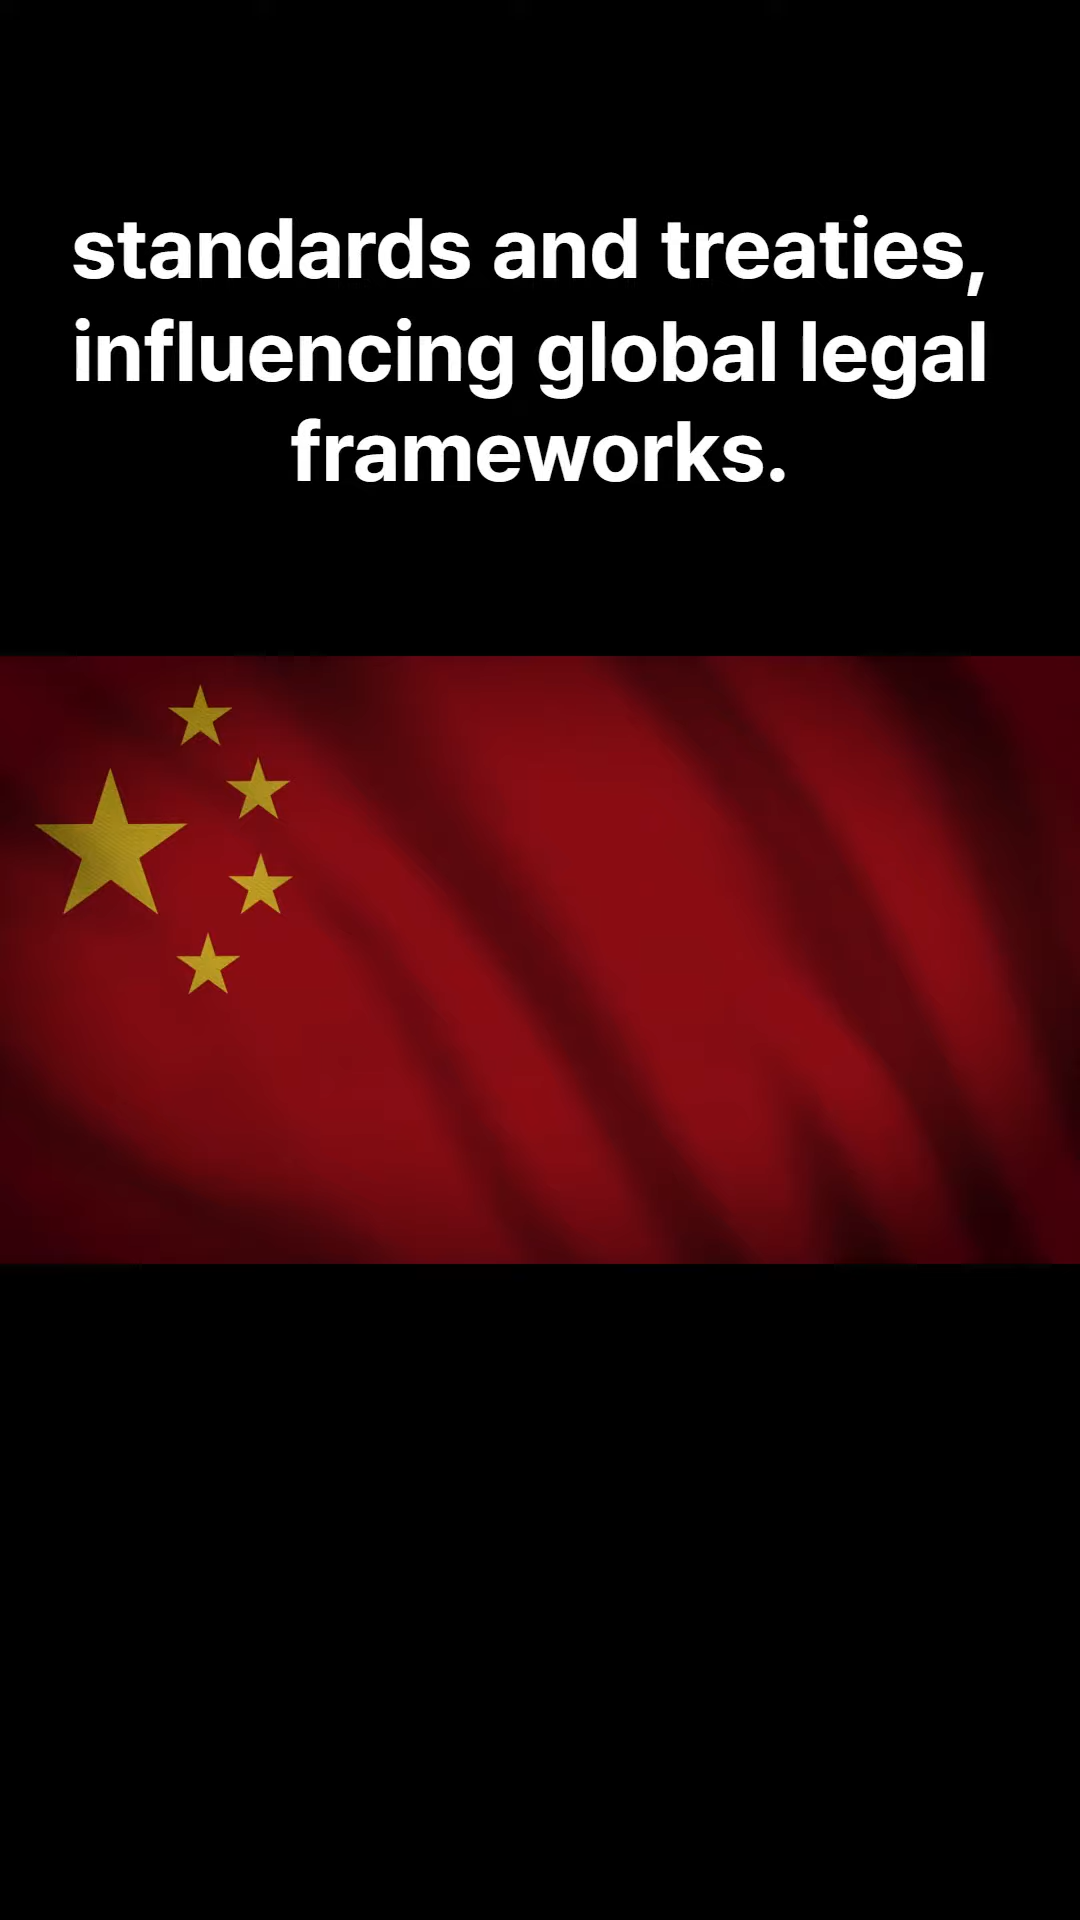 standards and treaties,
influencing global legal
frameworks.